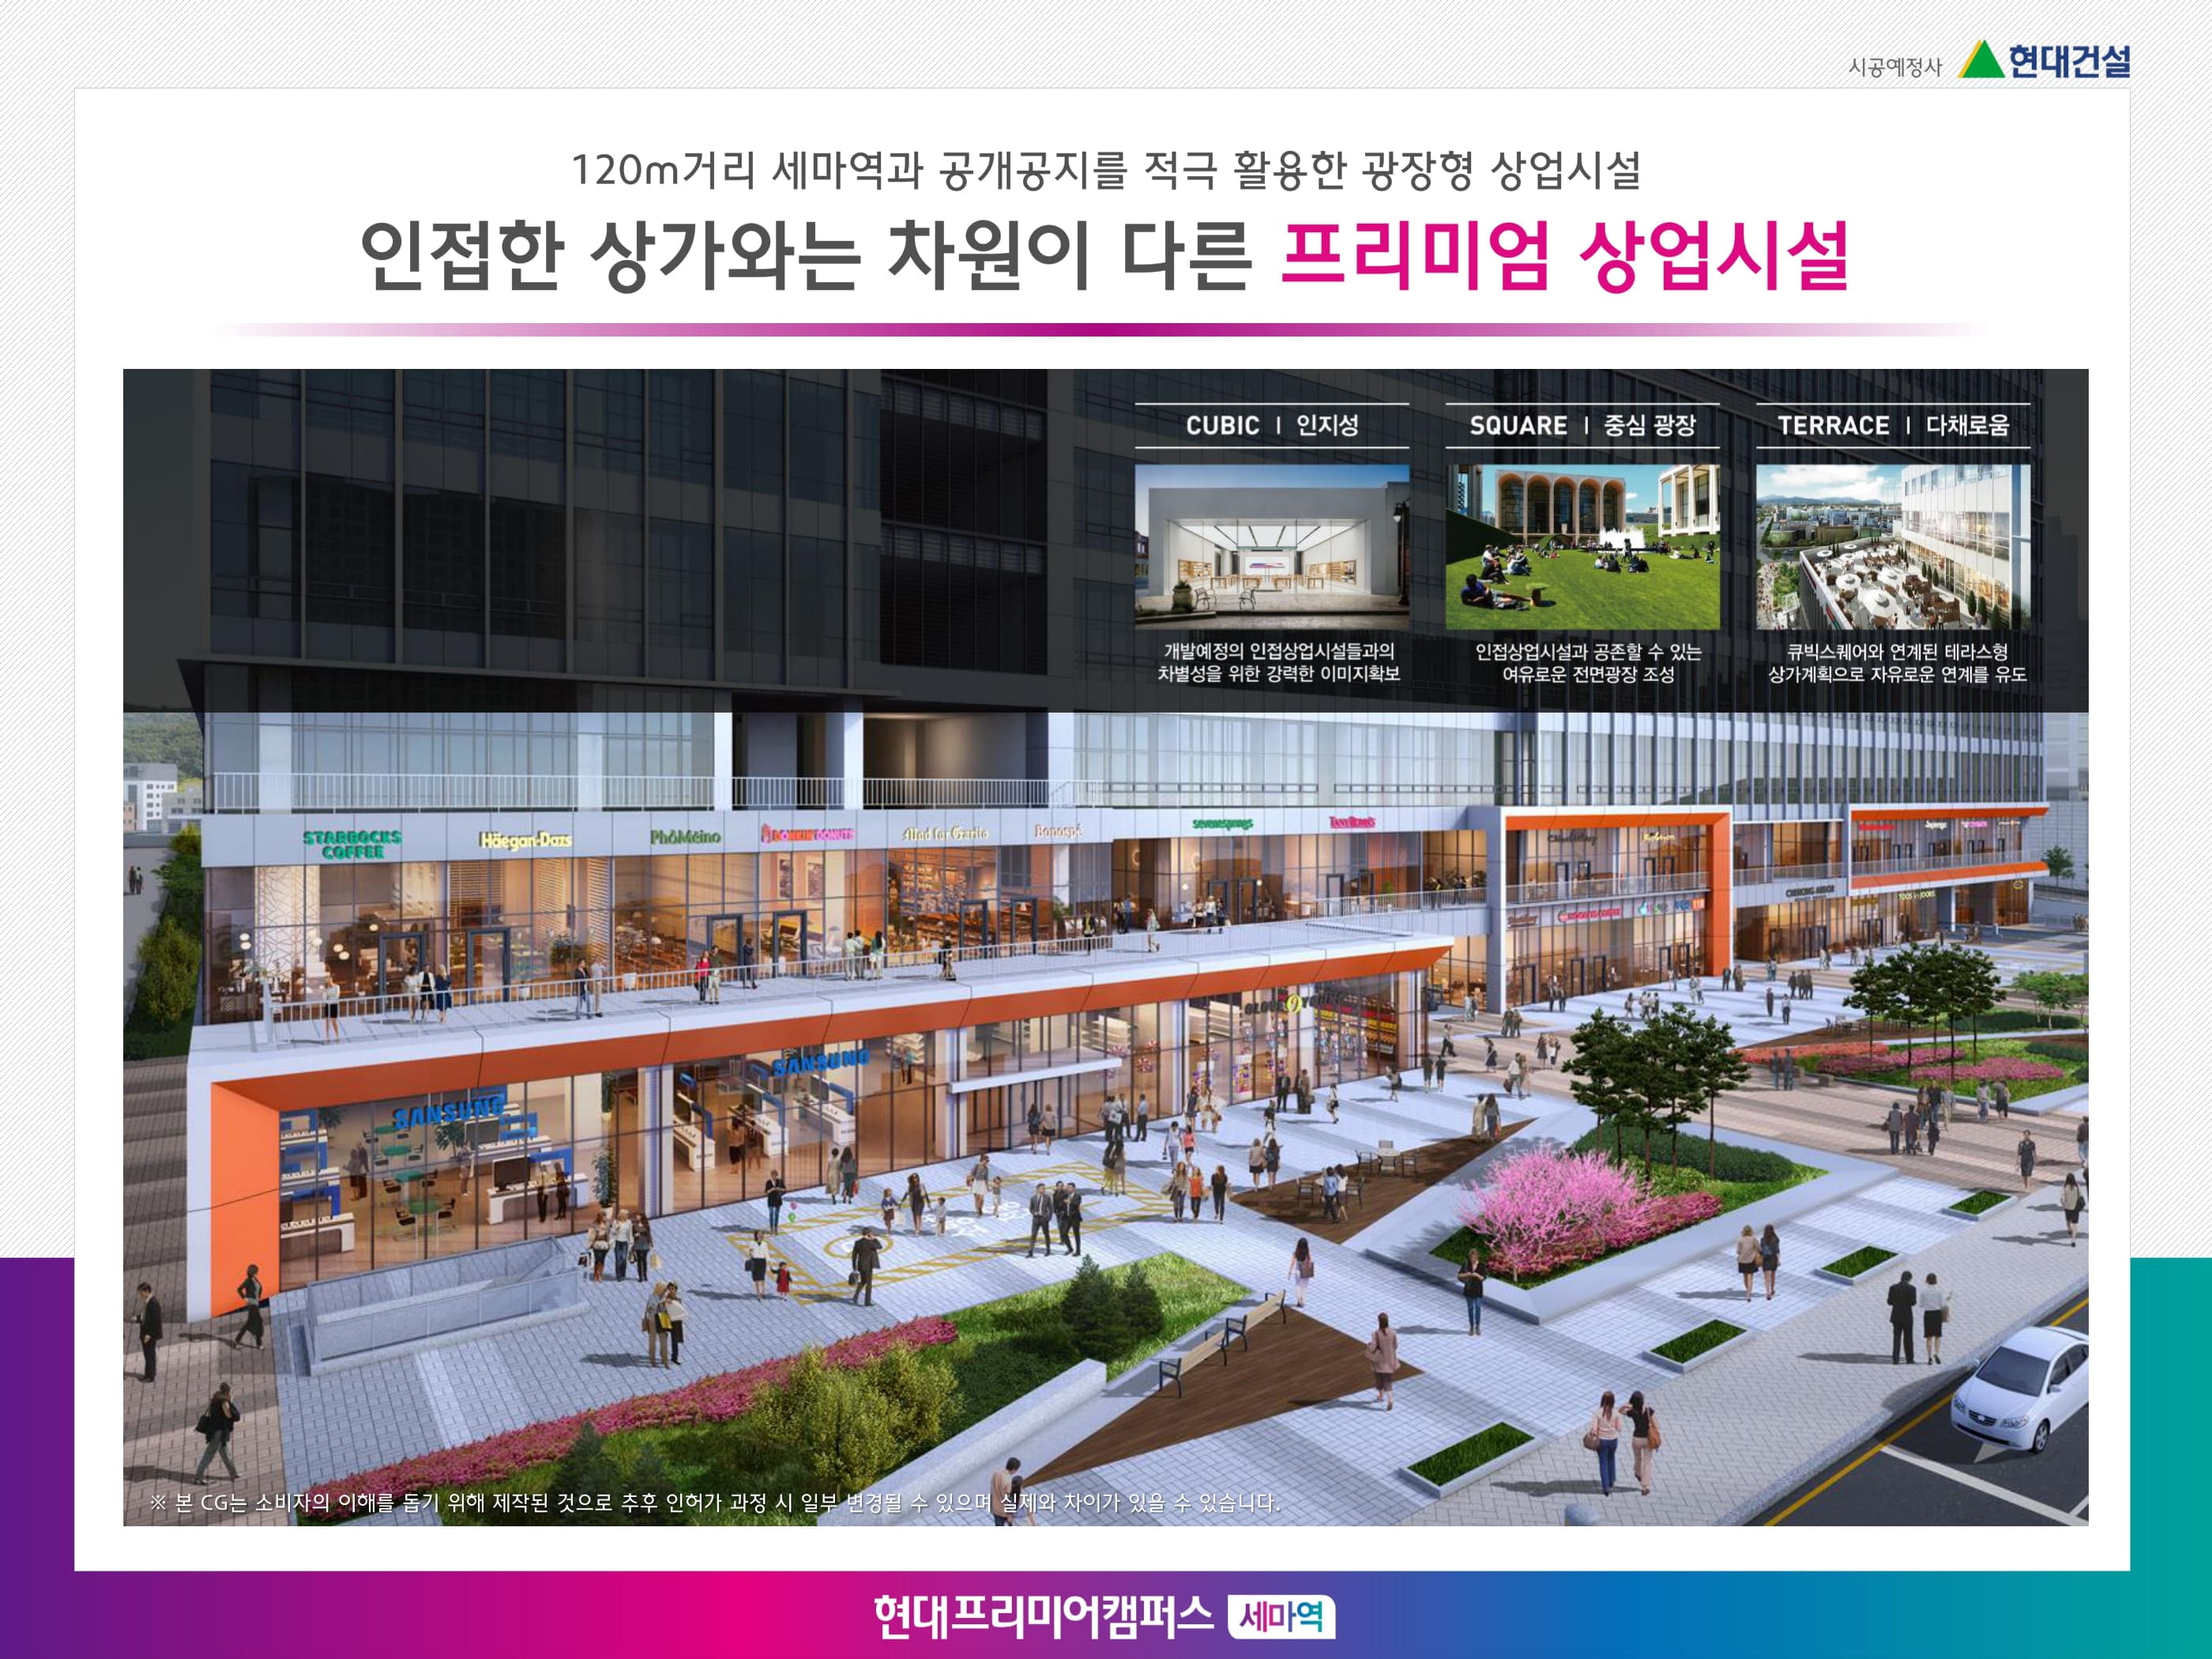 시공예정사 현대건설
120m거리 세마역과 공개공지를 적극 활용한 광장형 상업시설
인접한 상가와는 차원이 다른 프리미엄 상업시설
CUBIC | 인지성
개발예정의 인접상업시설들과의
차별성을 위한 강력한 이미지확보
SQUARE | 중심 광장
인접상업시설과 공존할 수 있는
여유로운 전면광장 조성
TERRACE | 다채로움
큐빅스퀘어와 연계된 테라스형
상가계획으로 자유로운 연계를 유도
STARBOCKS
COFFEE
Häegan-Dazs
PhôMeino
sevenesprings
SANSUNG
SANSUNG
※ 본 CG는 소비자의 이해를 돕기 위해 제작된 것으로 추후 인허가 과정 시 일부 변경될 수 있으며 실제와 차이가 있을 수 있습니다.
현대프리미어캠퍼스 세마역